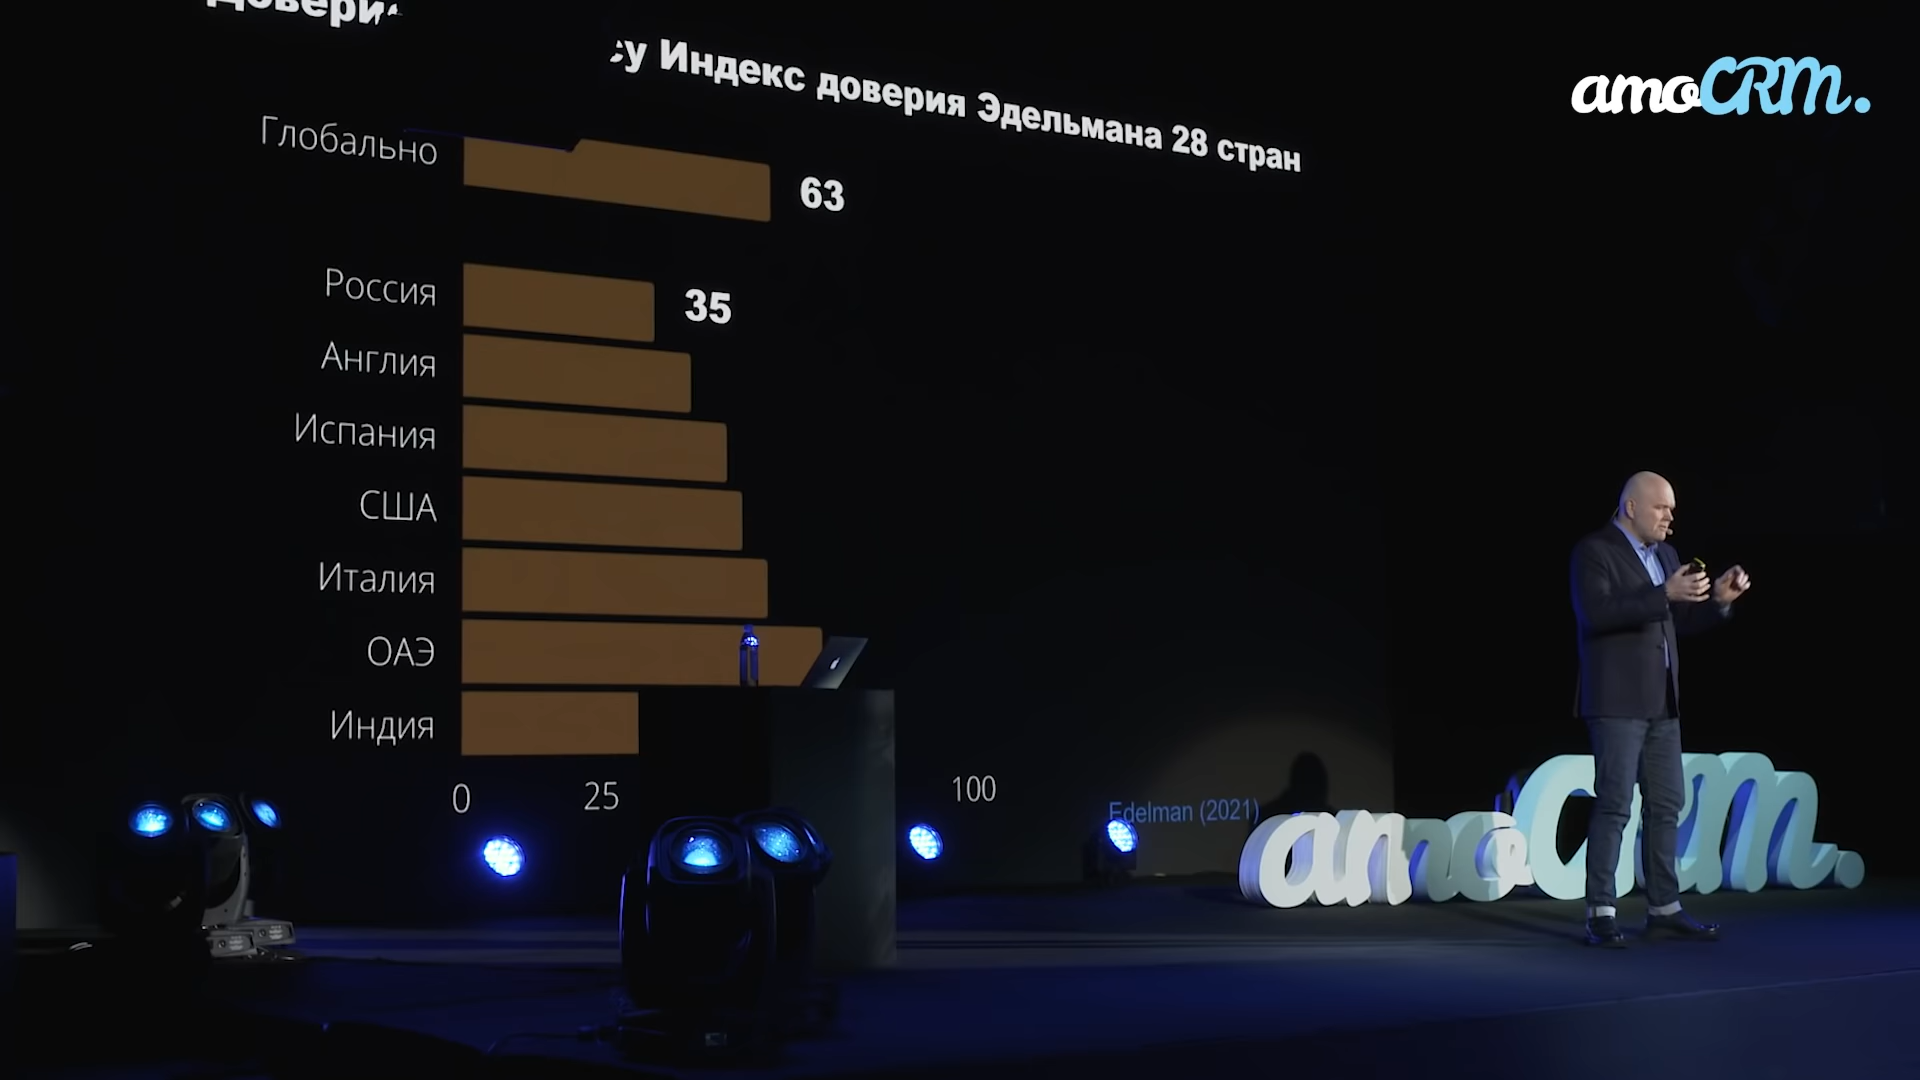 Индекс доверия Эдельмана 28 стран
amoCRM.
Глобально
63
Россия
35
Англия
Испания
США
Италия
ОАЭ
Индия
0
25
100
Edelman (2021)
amoCRM.